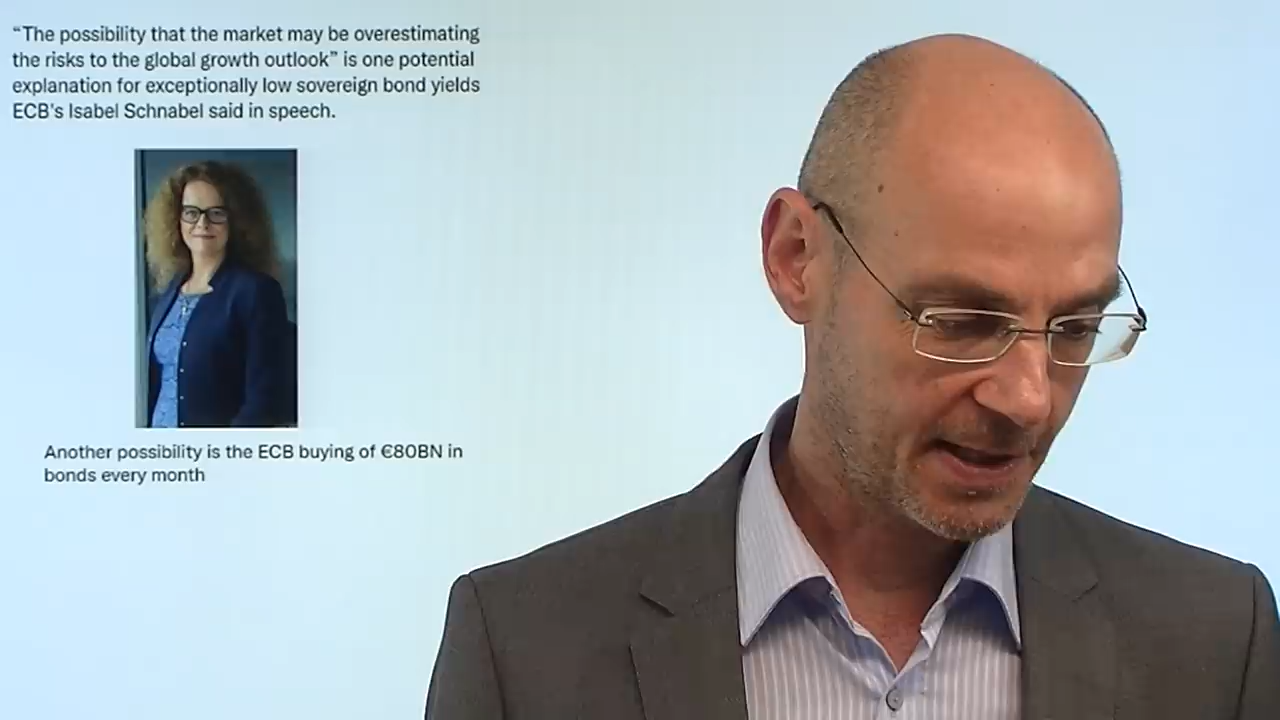 “The possibility that the market may be overestimating
the risks to the global growth outlook” is one potential
explanation for exceptionally low sovereign bond yields
ECB's Isabel Schnabel said in speech.
Another possibility is the ECB buying of €80BN in
bonds every month